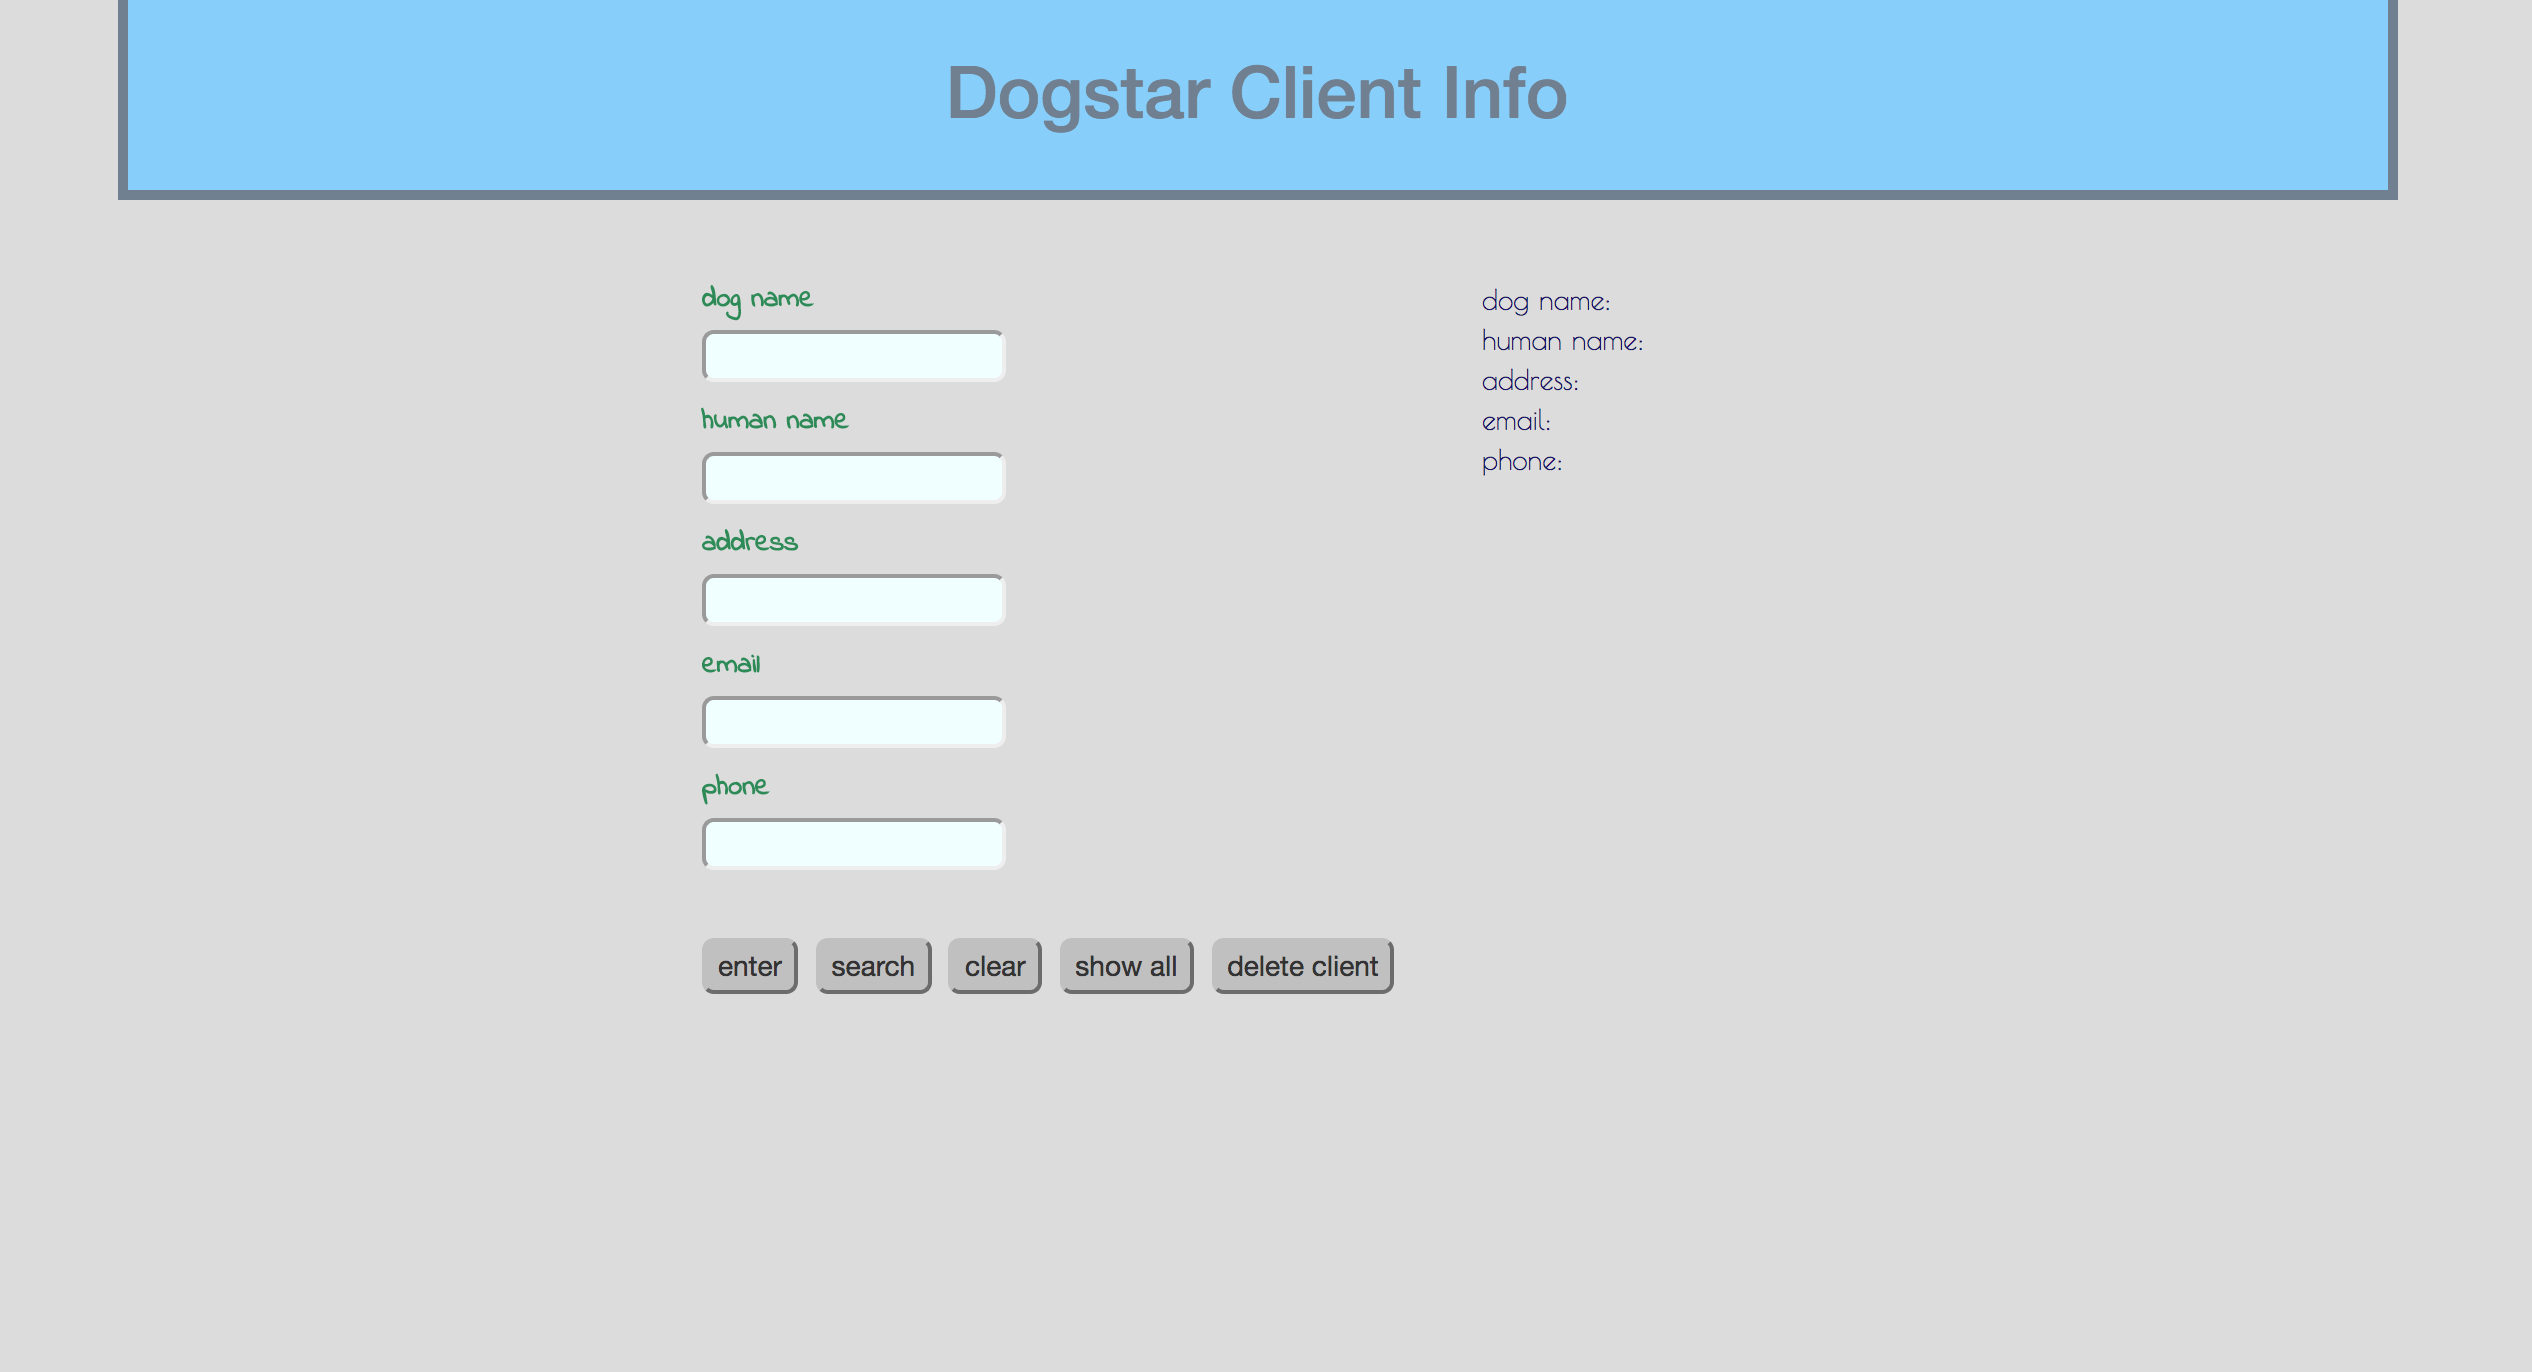 Dogstar Client Info
dog name
human name
address
email
phone
enter search clear show all delete client
dog name:
human name:
address:
email:
phone: